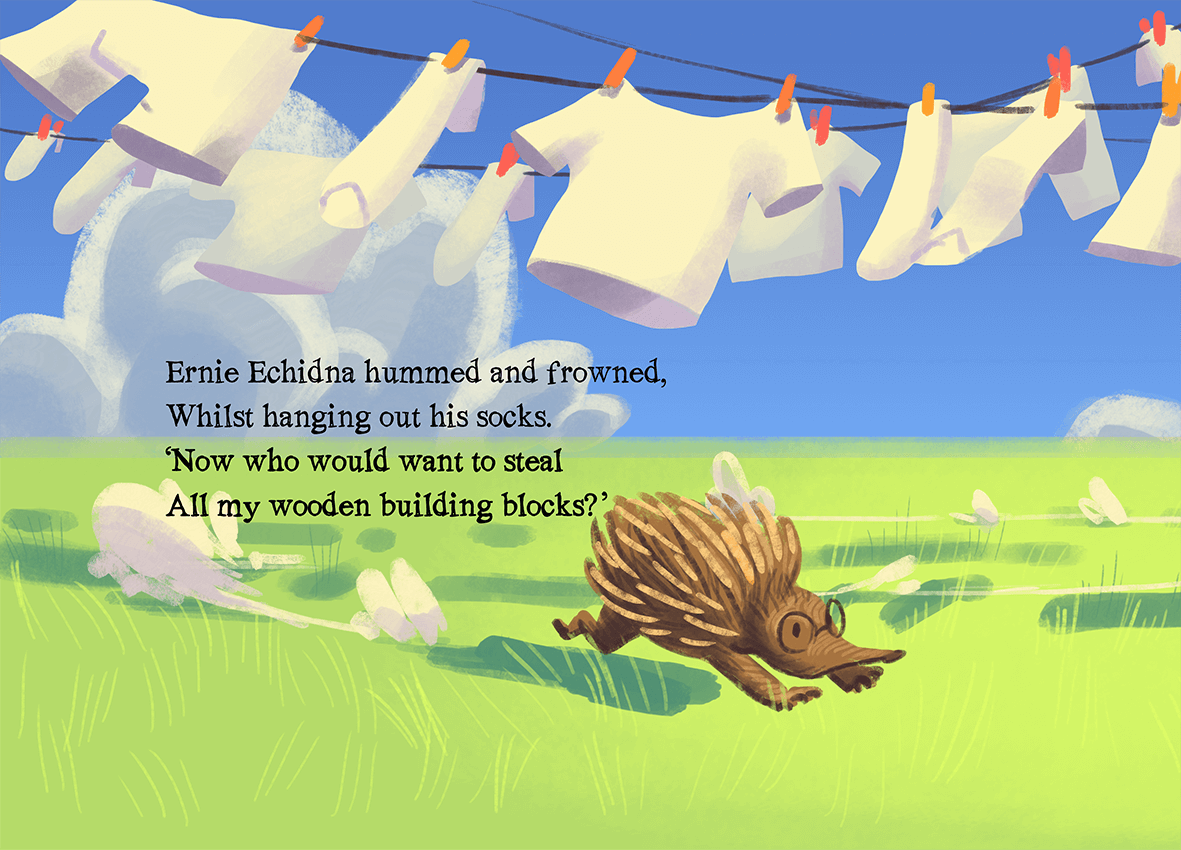 Ernie Echidna hummed and frowned,
Whilst hanging out his socks.
‘Now who would want to steal
All my wooden building blocks?’